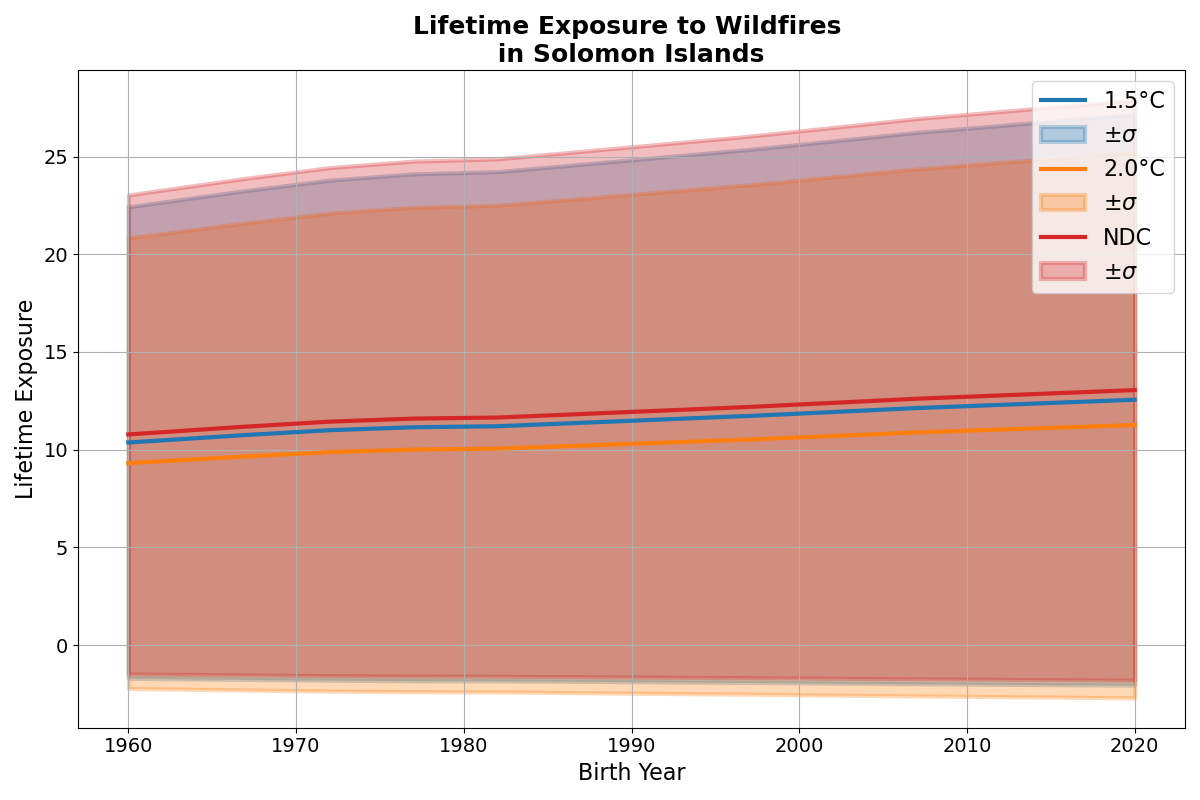 Lifetime Exposure to Wildfires
in Solomon Islands
1.5°C
±σ
2.0°C
±σ
NDC
±σ
Lifetime Exposure
25
20
15
10
5
0
1960 1970 1980 1990 2000 2010 2020
Birth Year